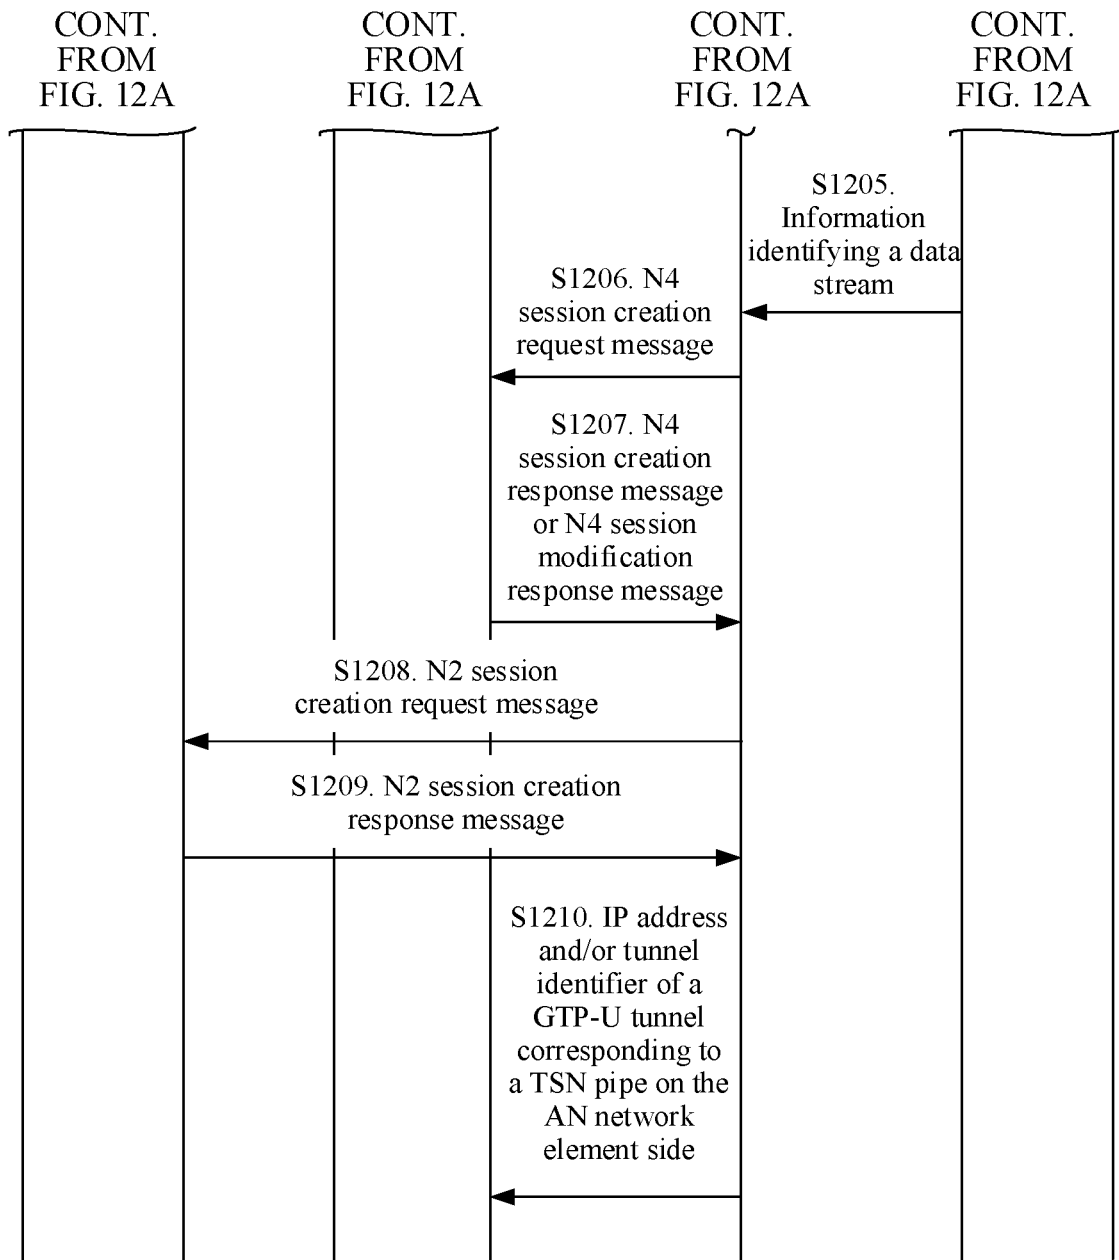 CONT.
FROM
FIG. 12A
CONT.
FROM
FIG. 12A
CONT.
FROM
FIG. 12A
CONT.
FROM
FIG. 12A
S1205.
Information
identifying a data
stream
S1206. N4
session creation
request message
S1207. N4
session creation
response message
or N4 session
modification
response message
S1208. N2 session
creation request message
S1209. N2 session creation
response message
S1210. IP address
and/or tunnel
identifier of a
GTP-U tunnel
corresponding to
a TSN pipe on the
AN network
element side